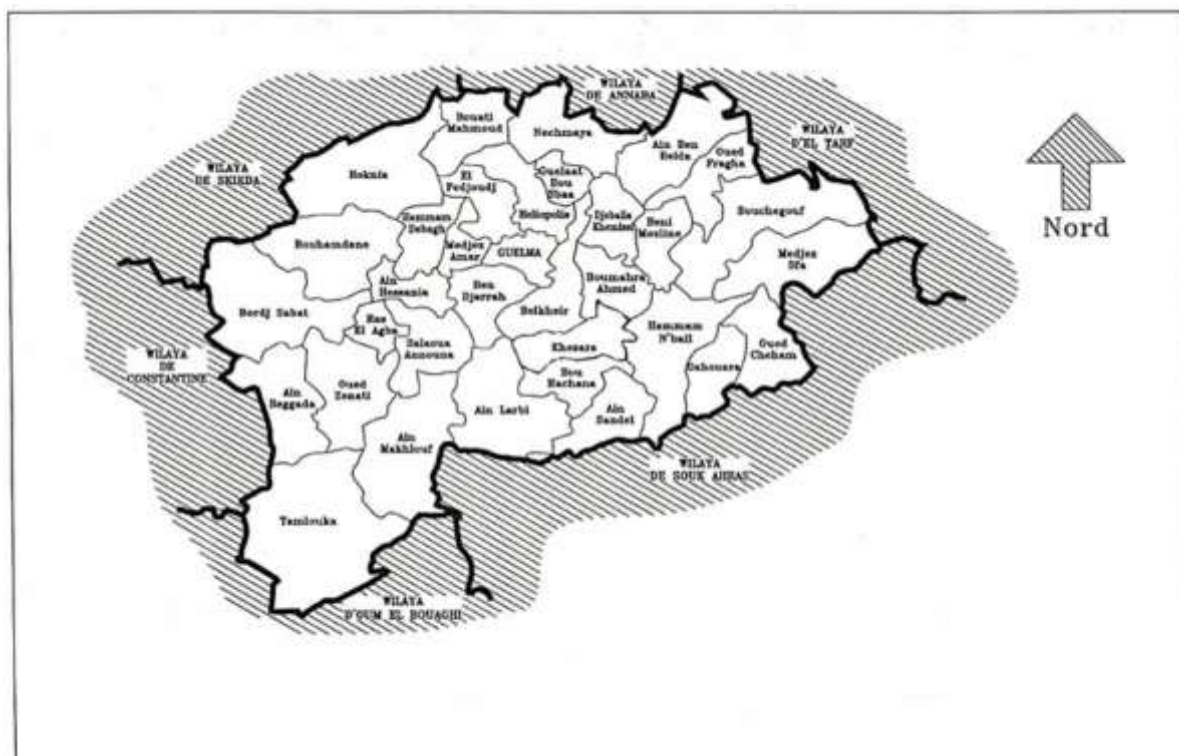 WILAYA
DE ANNABA
WILAYA
D'EL TARF
WILAYA
DE SKIKDA
Nord
Bouati
Mahmoud
Nechmaya
Ain Ben
Beida
Oued
Fragha
Roknia
El
Fedjoudj
Guelaat
Bou
Sbaa
Bouchegouf
Hammam
Debagh
Heliopolis
Djeballa
Khemissi
Beni
Mezline
Bouhamdane
Medjez
Amar
GUELMA
Medjez
Sfa
Ain
Hessania
Ben
Djerrah
Boumahra
Ahmed
Bordj Sabat
Ras
El Agba
Belkheir
Hammam
N'bail
Salaoua
Announa
Khezara
Oued
Cheham
WILAYA
DE
CONSTANTINE
Bou
Hachana
Dahouara
Ain
Reggada
Oued
Zenati
Ain Larbi
Ain
Sandel
Ain
Makhlouf
WILAYA
DE SOUK AHRAS
Tamlouka
WILAYA
D'OUM EL BOUAGHI